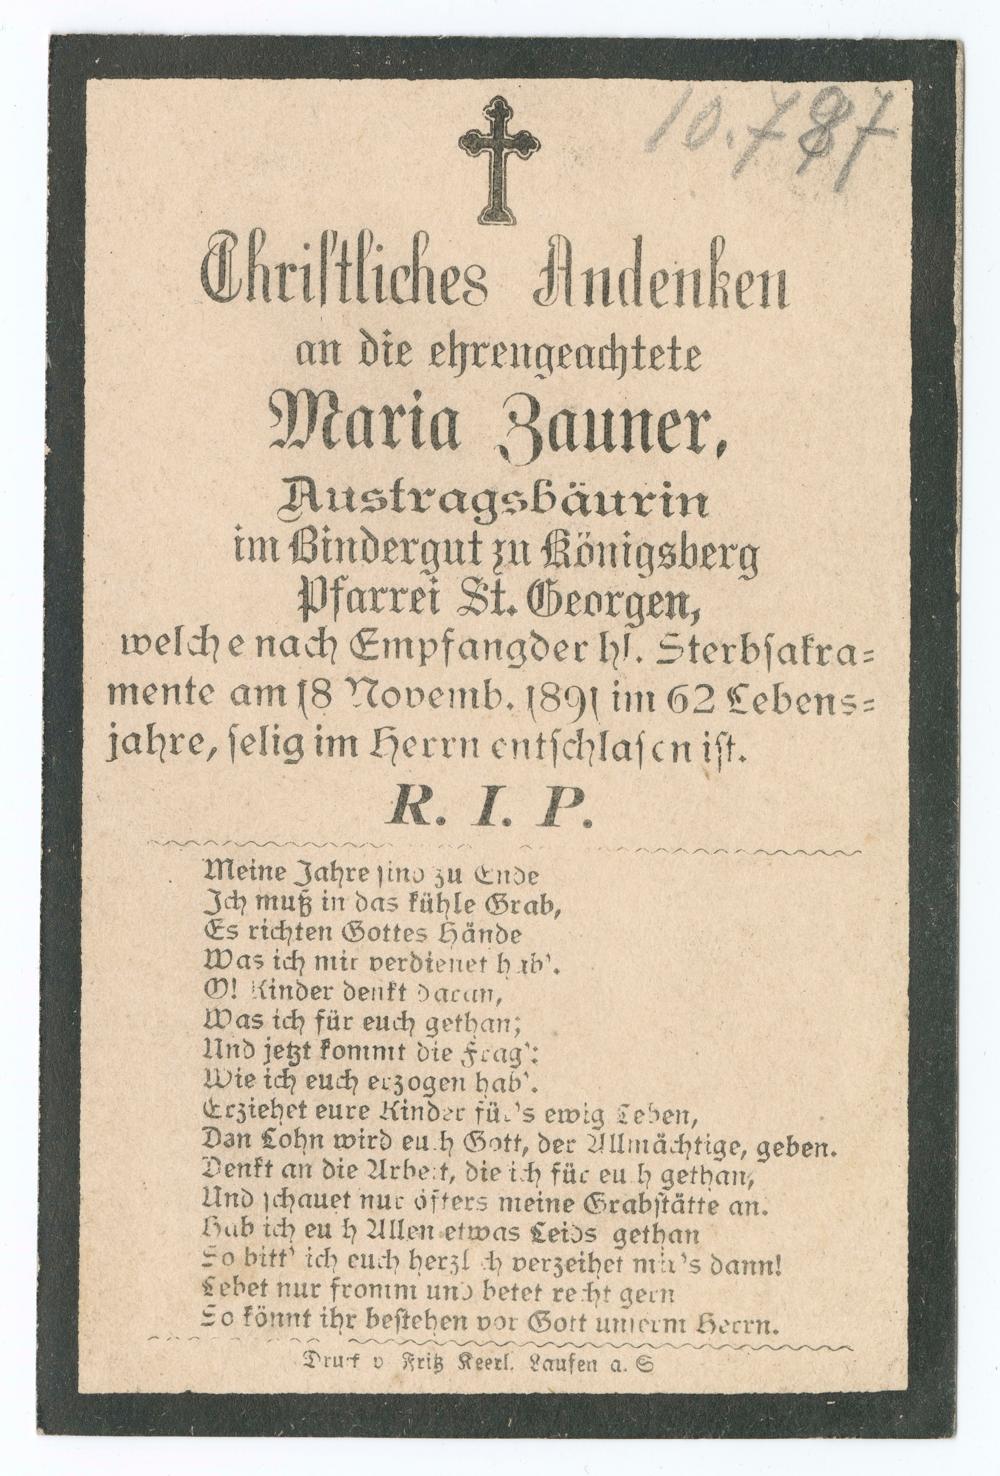 10.787
Christliches Andenken
an die ehrengeachtete
Maria Zauner,
Austragsbäurin
im Bindergut zu Königsberg
Pfarrei St. Georgen,
welche nach Empfang der hl. Sterbsakra-
mente am 18 Novemb. 1891 im 62 Lebens-
jahre, selig im Herrn entschlafen ist.
R. I. P.
Meine Jahre sind zu Ende
Ich muß in das kühle Grab,
Es richten Gottes Hände
Was ich mir verdienet hab'.
O! Kinder denkt daran,
Was ich für euch gethan;
Und jetzt kommt die Frag':
Wie ich euch erzogen hab'.
Erziehet eure Kinder für's ewig Leben,
Dan Lohn wird euch Gott, der Allmächtige, geben.
Denkt an die Arbeit, die ich für euch gethan,
Und schauet nur öfters meine Grabstätte an.
Hab ich euch Allen etwas Leids gethan
So bitt' ich euch herzlich verzeihet mir's dann!
Lebet nur fromm und betet recht gern
So könnt ihr bestehen vor Gott unserm Herrn.
Druck v Fritz Keerl. Laufen a. S